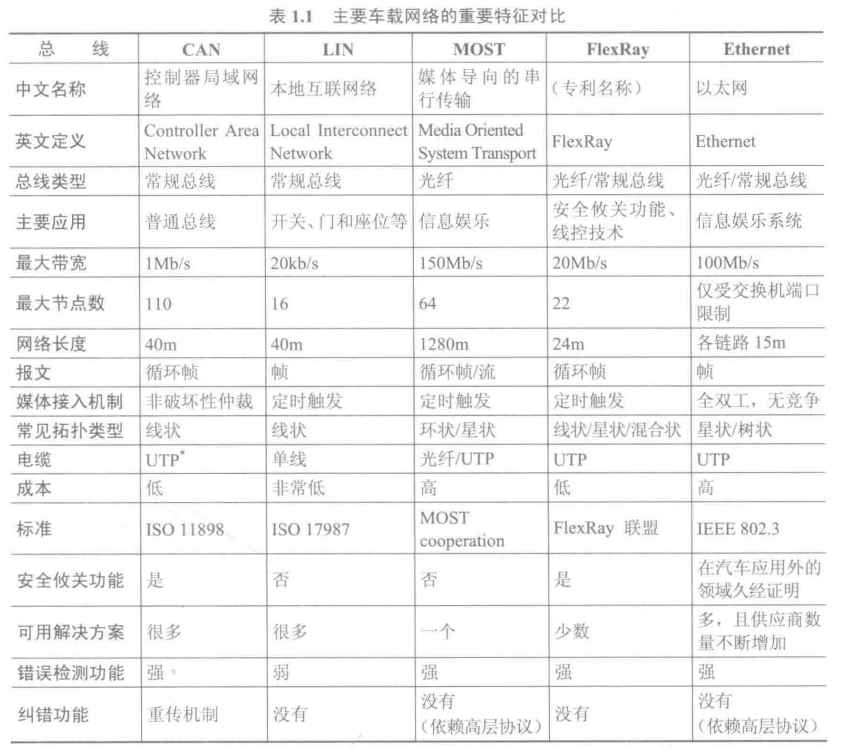 表 1.1 主要车载网络的重要特征对比
总 线 CAN LIN MOST FlexRay Ethernet
中文名称 控制器局域网络 本地互联网络 媒体导向的串行传输 （专利名称） 以太网
英文定义 Controller Area Network Local Interconnect Network Media Oriented System Transport FlexRay Ethernet
总线类型 常规总线 常规总线 光纤 光纤/常规总线 光纤/常规总线
主要应用 普通总线 开关、门和座位等 信息娱乐 安全攸关功能、线控技术 信息娱乐系统
最大带宽 1Mb/s 20kb/s 150Mb/s 20Mb/s 100Mb/s
最大节点数 110 16 64 22 仅受交换机端口限制
网络长度 40m 40m 1280m 24m 各链路 15m
报文 循环帧 帧 循环帧/流 循环帧 帧
媒体接入机制 非破坏性仲裁 定时触发 定时触发 定时触发 全双工，无竞争
常见拓扑类型 线状 线状 环状/星状 线状/星状/混合状 星状/树状
电缆 UTP* 单线 光纤/UTP UTP UTP
成本 低 非常低 高 低 高
标准 ISO 11898 ISO 17987 MOST cooperation FlexRay 联盟 IEEE 802.3
安全攸关功能 是 否 否 是 在汽车应用外的领域久经证明
可用解决方案 很多 很多 一个 少数 多，且供应商数量不断增加
错误检测功能 强 弱 强 强 强
纠错功能 重传机制 没有 没有（依赖高层协议） 没有 没有（依赖高层协议）